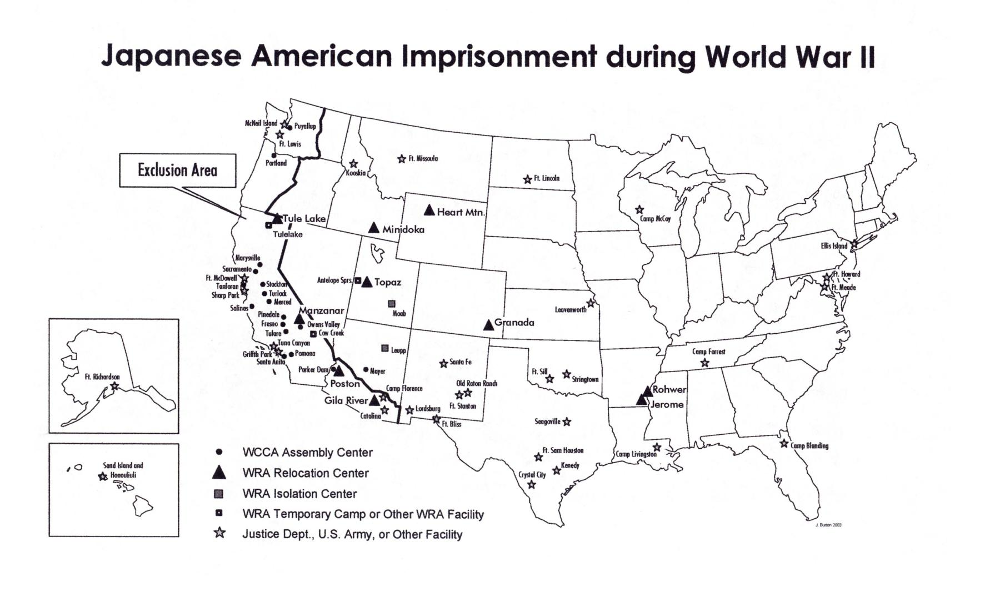 Japanese American Imprisonment during World War II
McNeil Island
Puyallup
Ft. Lewis
Portland
Exclusion Area
Kooskia
Ft. Missoula
Ft. Lincoln
Camp McCoy
Heart Mtn.
Minidoka
Tule Lake
Tulelake
Ellis Island
Marysville
Sacramento
Ft. McDowell
Tanforan
Sharp Park
Stockton
Turlock
Merced
Salinas
Antelope Sprs.
Topaz
Moab
Ft. Howard
Ft. Meade
Leavenworth
Manzanar
Pinedale
Fresno
Owens Valley
Tulare
Cow Creek
Granada
Tuna Canyon
Griffth Park
Pomona
Santa Anita
Leupp
Camp Forrest
Parker Dam
Mayer
Santa Fe
Ft. Sill
Stringtown
Poston
Camp Florence
Old Raton Ranch
Gila River
Ft. Stanton
Catalina
Lordsburg
Ft. Bliss
Rohwer
Jerome
Ft. Richardson
Seagoville
Camp Blanding
Camp Livingston
Ft. Sam Houston
Kenedy
Crystal City
Sand Island and
Honouliuli
WCCA Assembly Center
WRA Relocation Center
WRA Isolation Center
WRA Temporary Camp or Other WRA Facility
Justice Dept., U.S. Army, or Other Facility
J. Burton 2003